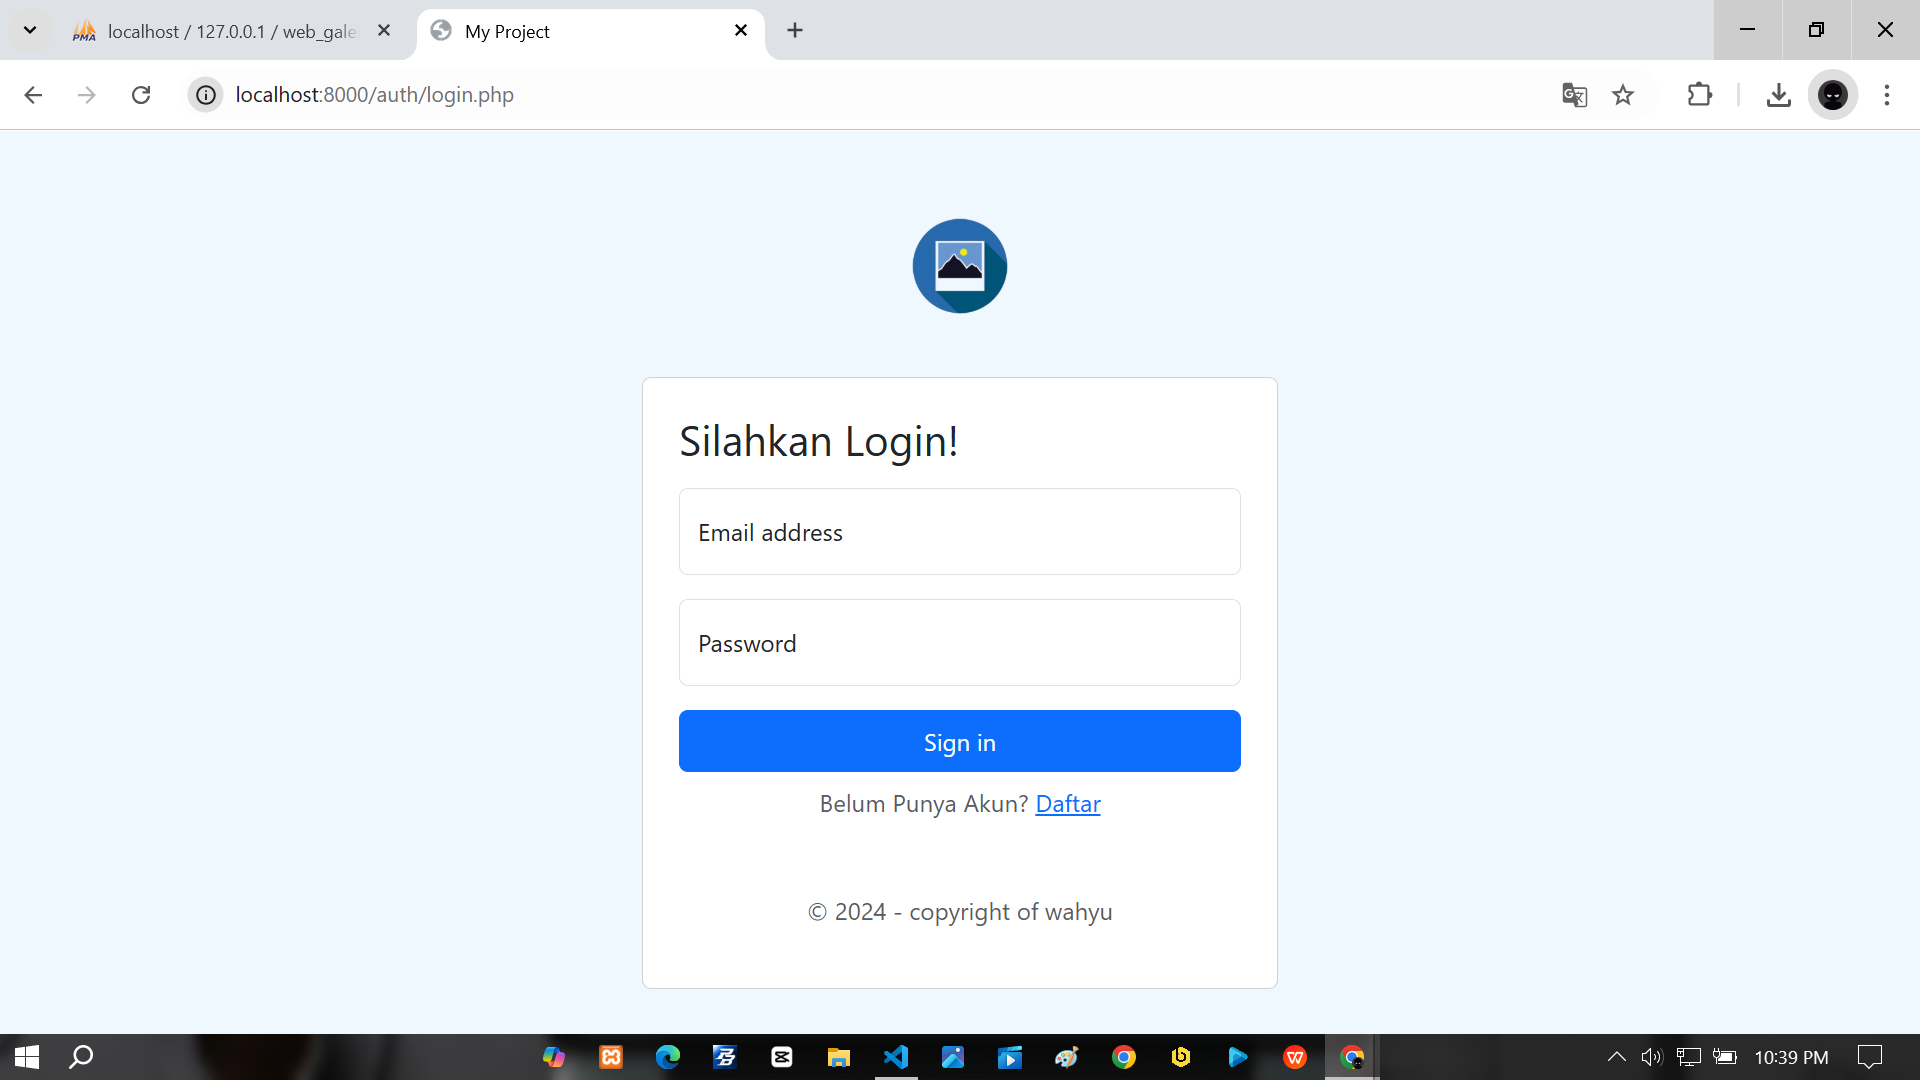 localhost / 127.0.0.1 / web_gale
My Project
localhost:8000/auth/login.php
Silahkan Login!
Email address
Password
Sign in
Belum Punya Akun? Daftar
© 2024 - copyright of wahyu
10:39 PM